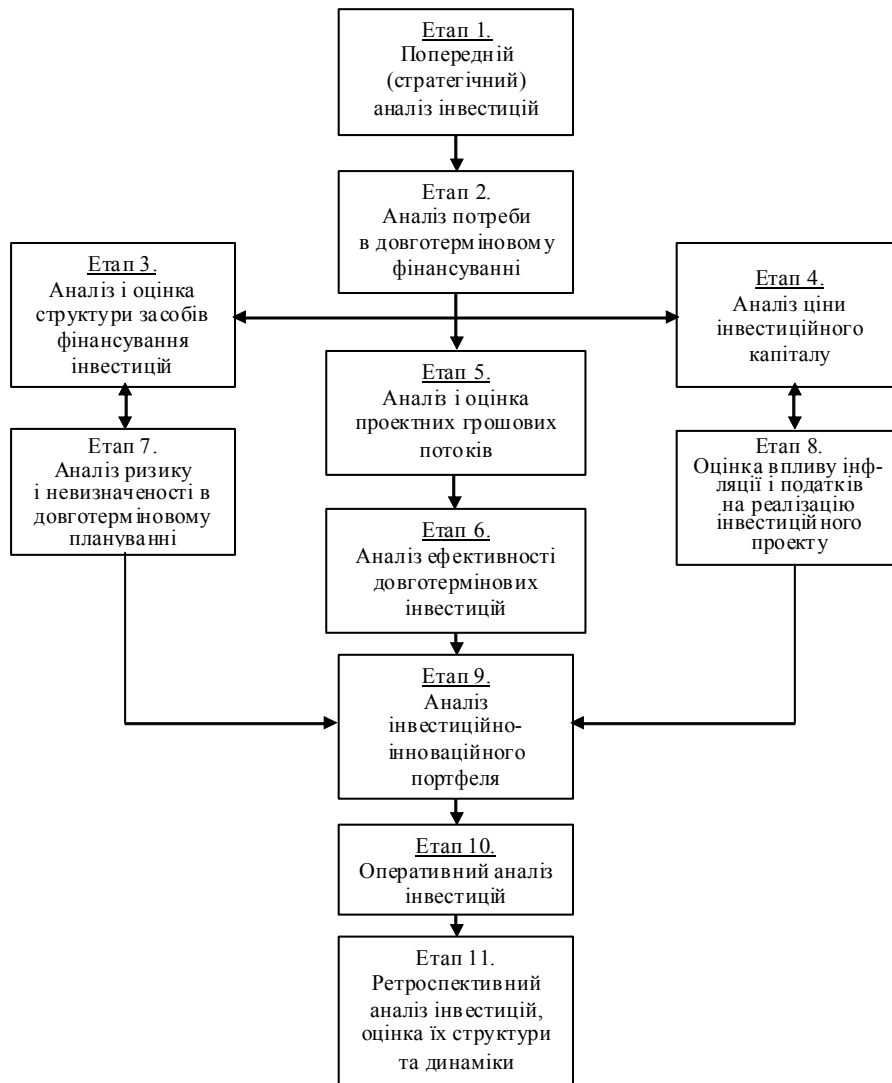 Етап 1.
Попередній
(стратегічний)
аналіз інвестицій
Етап 2.
Аналіз потреби
в довготерміновому
фінансуванні
Етап 3.
Аналіз і оцінка
структури засобів
фінансування
інвестицій
Етап 4.
Аналіз ціни
інвестиційного
капіталу
Етап 5.
Аналіз і оцінка
проектних грошових
потоків
Етап 7.
Аналіз ризику
і невизначеності в
довготерміновому
плануванні
Етап 8.
Оцінка впливу інф-
ляції і податків
на реалізацію
інвестиційного
проекту
Етап 6.
Аналіз ефективності
довготермінових
інвестицій
Етап 9.
Аналіз
інвестиційно-
інноваційного
портфеля
Етап 10.
Оперативний аналіз
інвестицій
Етап 11.
Ретроспективний
аналіз інвестицій,
оцінка їх структури
та динаміки